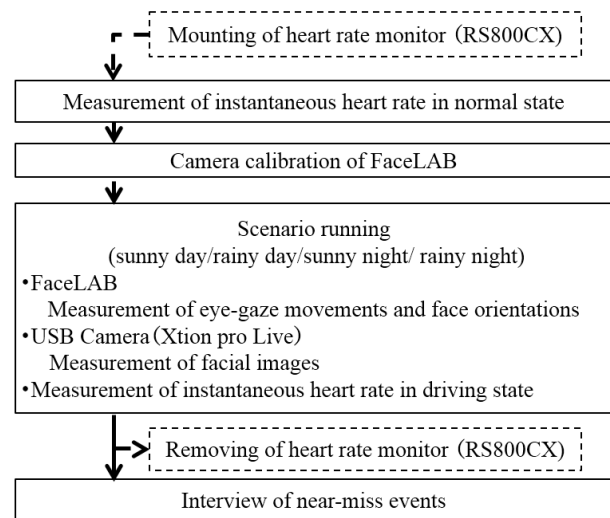 Mounting of heart rate monitor (RS800CX)
Measurement of instantaneous heart rate in normal state
Camera calibration of FaceLAB
Scenario running
(sunny day/rainy day/sunny night/ rainy night)
・FaceLAB
Measurement of eye-gaze movements and face orientations
・USB Camera(Xtion pro Live)
Measurement of facial images
・Measurement of instantaneous heart rate in driving state
Removing of heart rate monitor (RS800CX)
Interview of near-miss events